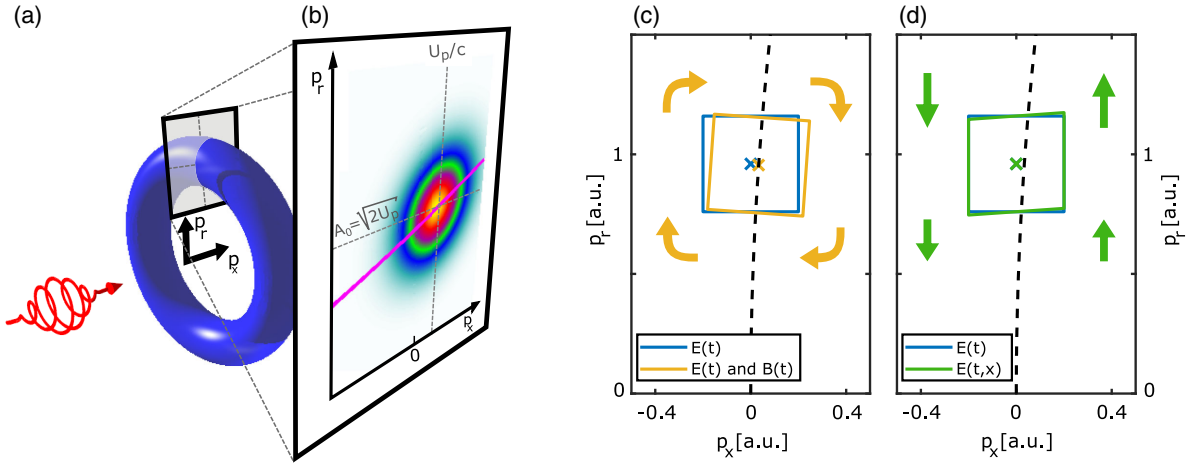 (a)
(b)
(c)
(d)
p_r
U_p/c
A_0=√2U_p
p_x
0
p_r
p_x
p_r [a.u.]
1
0
E(t)
E(t) and B(t)
-0.4
0
0.4
p_x [a.u.]
E(t)
E(t,x)
-0.4
0
0.4
p_x [a.u.]
1
0
p_r [a.u.]